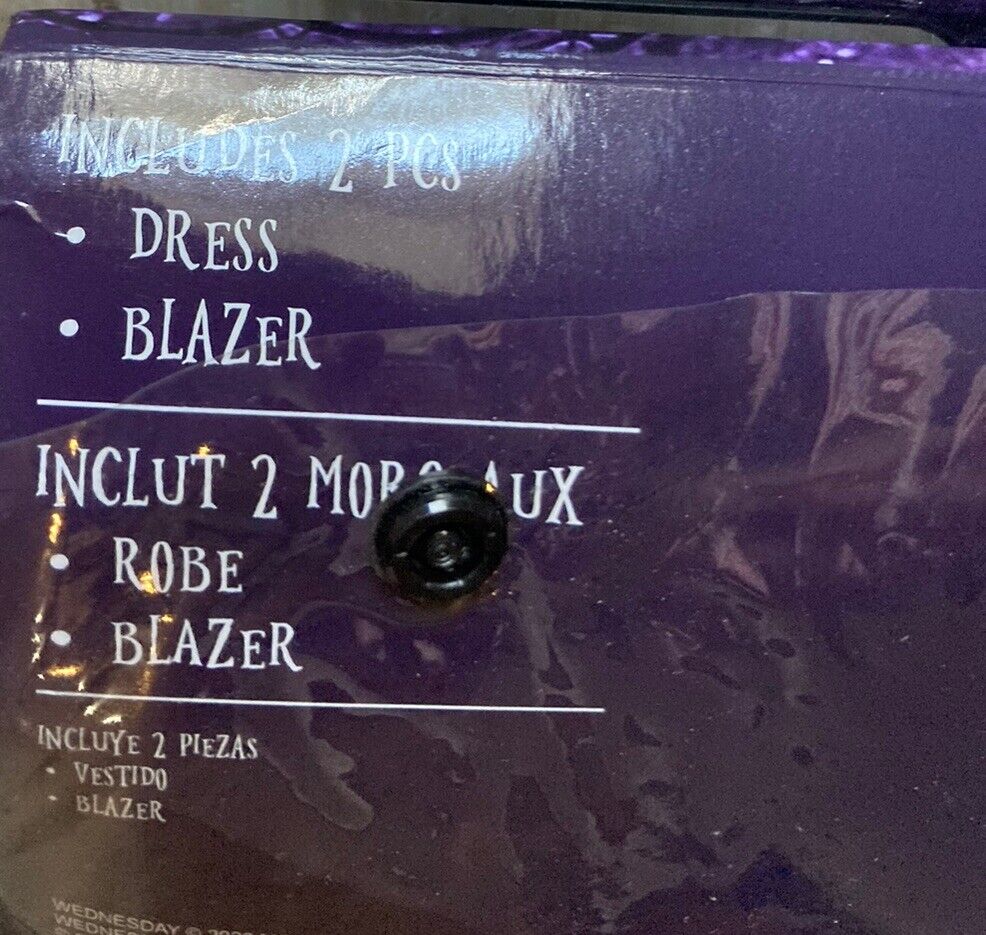 INCLUDES 2 PCS
• DRESS
• BLAZER
INCLUT 2
• ROBE
• BLAZER
INCLUYE 2 PIEZAS
• VESTIDO
• BLAZER
WEDNESDAY ©